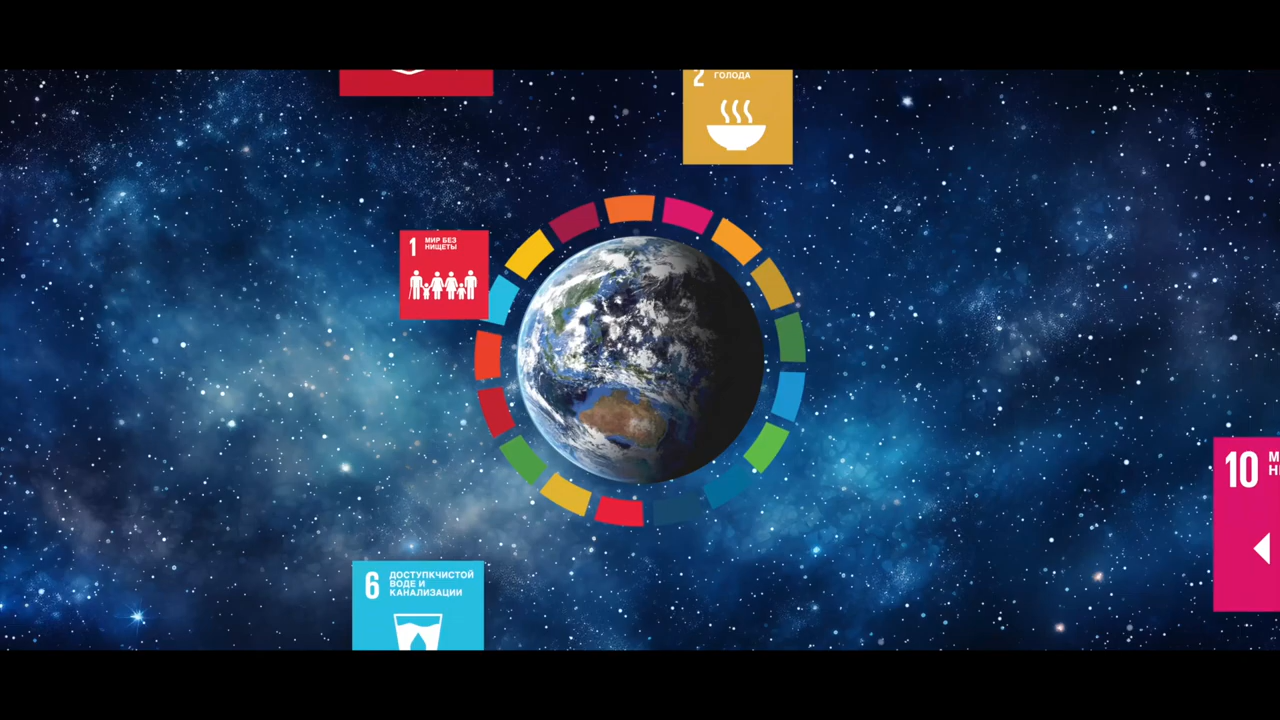 2
ГОЛОДА
1
МИР БЕЗ
НИЩЕТЫ
10
6
ДОСТУПКЧИСТОЙ
ВОДЕ И
КАНАЛИЗАЦИИ